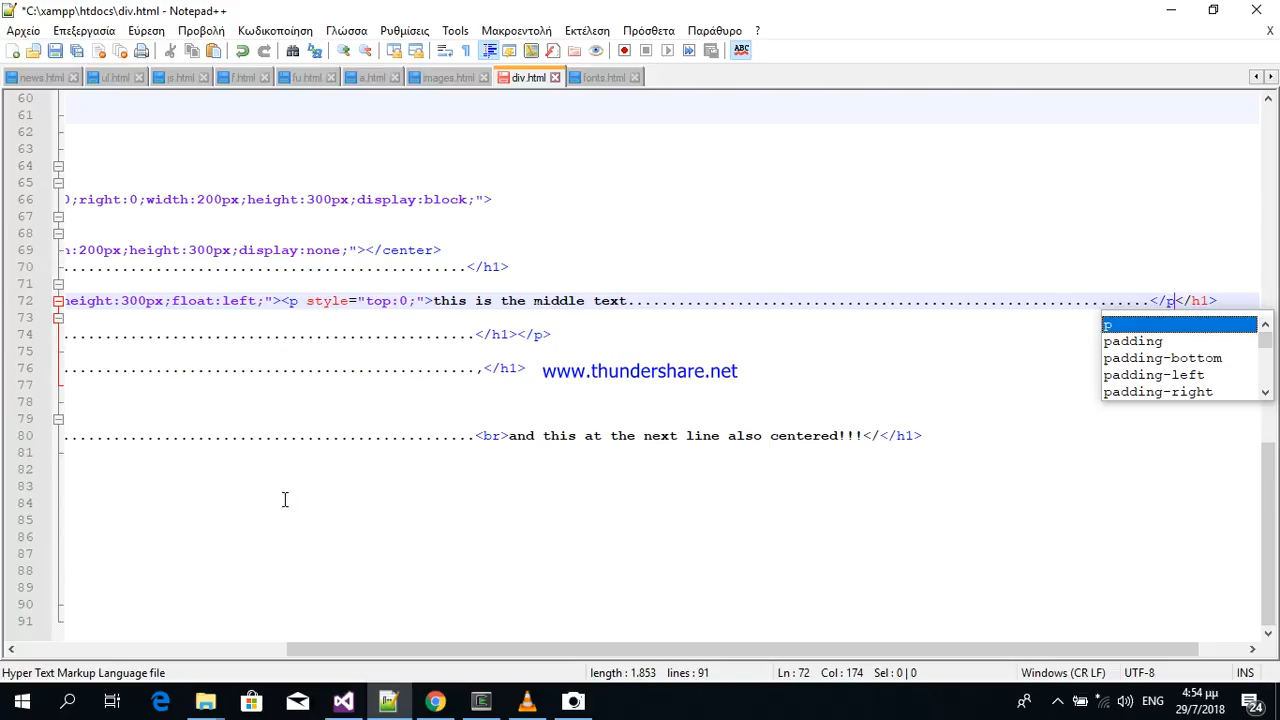 *C:\xampp\htdocs\div.html - Notepad++
Αρχείο Επεξεργασία Εύρεση Προβολή Κωδικοποίηση Γλώσσα Ρυθμίσεις Tools Μακροεντολή Εκτέλεση Πρόσθετα Παράθυρο ? X
news.html ul.html js.html f.html fu.html a.html images.html div.html fonts.html
60
61
62
63
64
65
66 0;right:0;width:200px;height:300px;display:block;">
67
68
69 h:200px;height:300px;display:none;"></center>
70 ................................................</h1>
71
72 height:300px;float:left;"><p style="top:0;">this is the middle text..............................................................</p</h1>
p
padding
padding-bottom
padding-left
padding-right
73
74 .................................................</h1></p>
75
76 .................................................,</h1> www.thundershare.net
77
78
79
80 .................................................<br>and this at the next line also centered!!!</</h1>
81
82
83
84
85
86
87
88
89
90
91
Hyper Text Markup Language file length : 1.853 lines : 91 Ln : 72 Col : 174 Sel : 0 | 0 Windows (CR LF) UTF-8 INS
ENG 4:54 μμ
29/7/2018 24